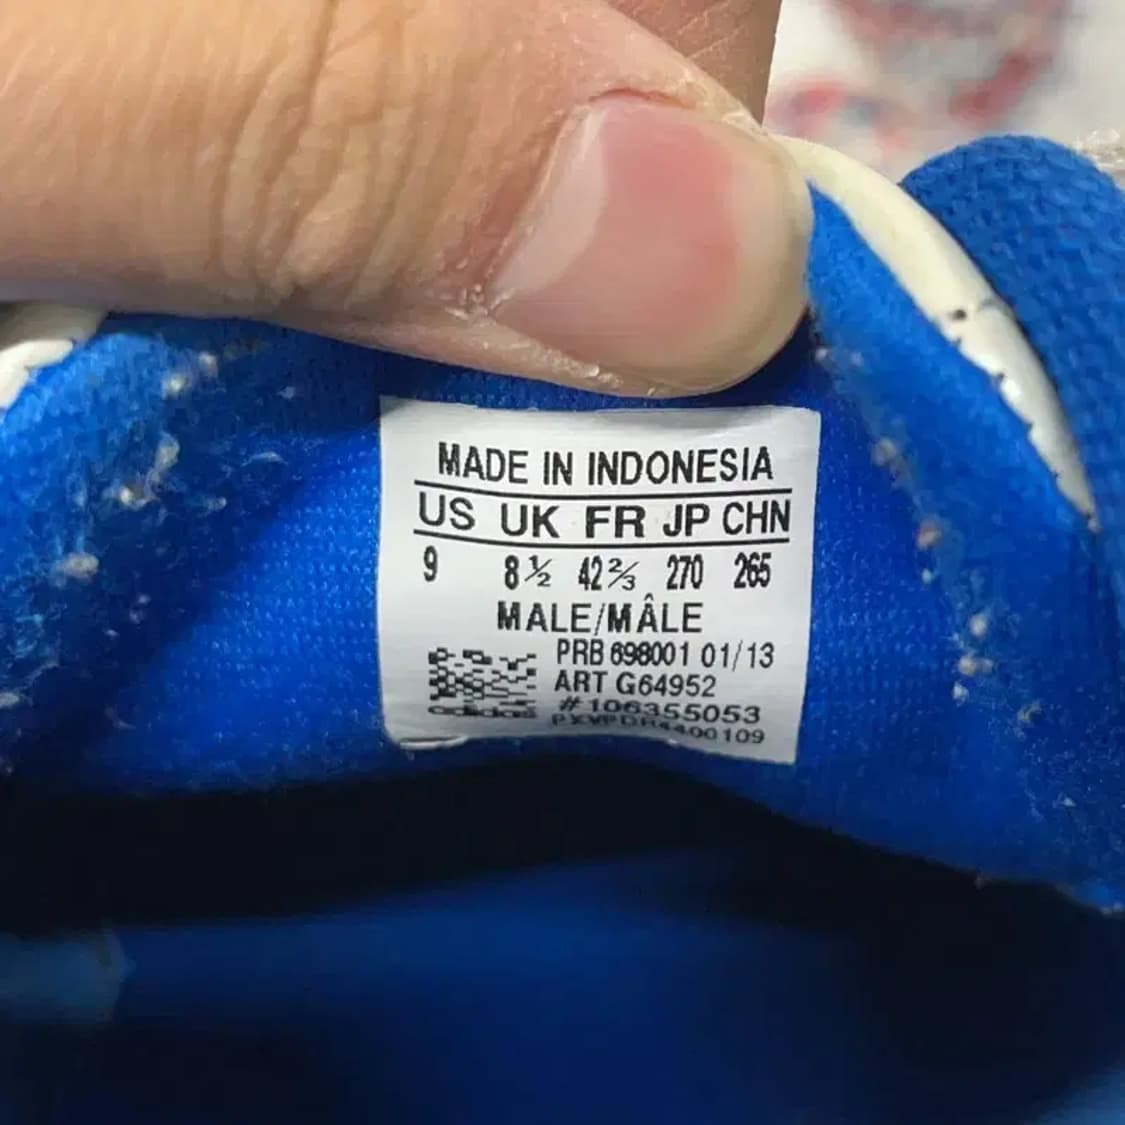 MADE IN INDONESIA
US UK FR JP CHN
9 8½ 42⅔ 270 265
MALE/MÂLE
PRB 698001 01/13
ART G64952
#106355053
adidas